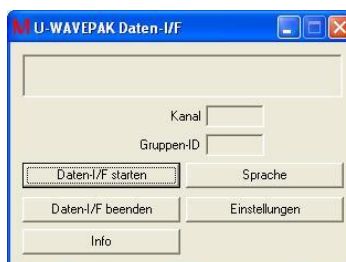 M U-WAVEPAK Daten-I/F
Kanal
Gruppen-ID
Daten-I/F starten Sprache
Daten-I/F beenden Einstellungen
Info